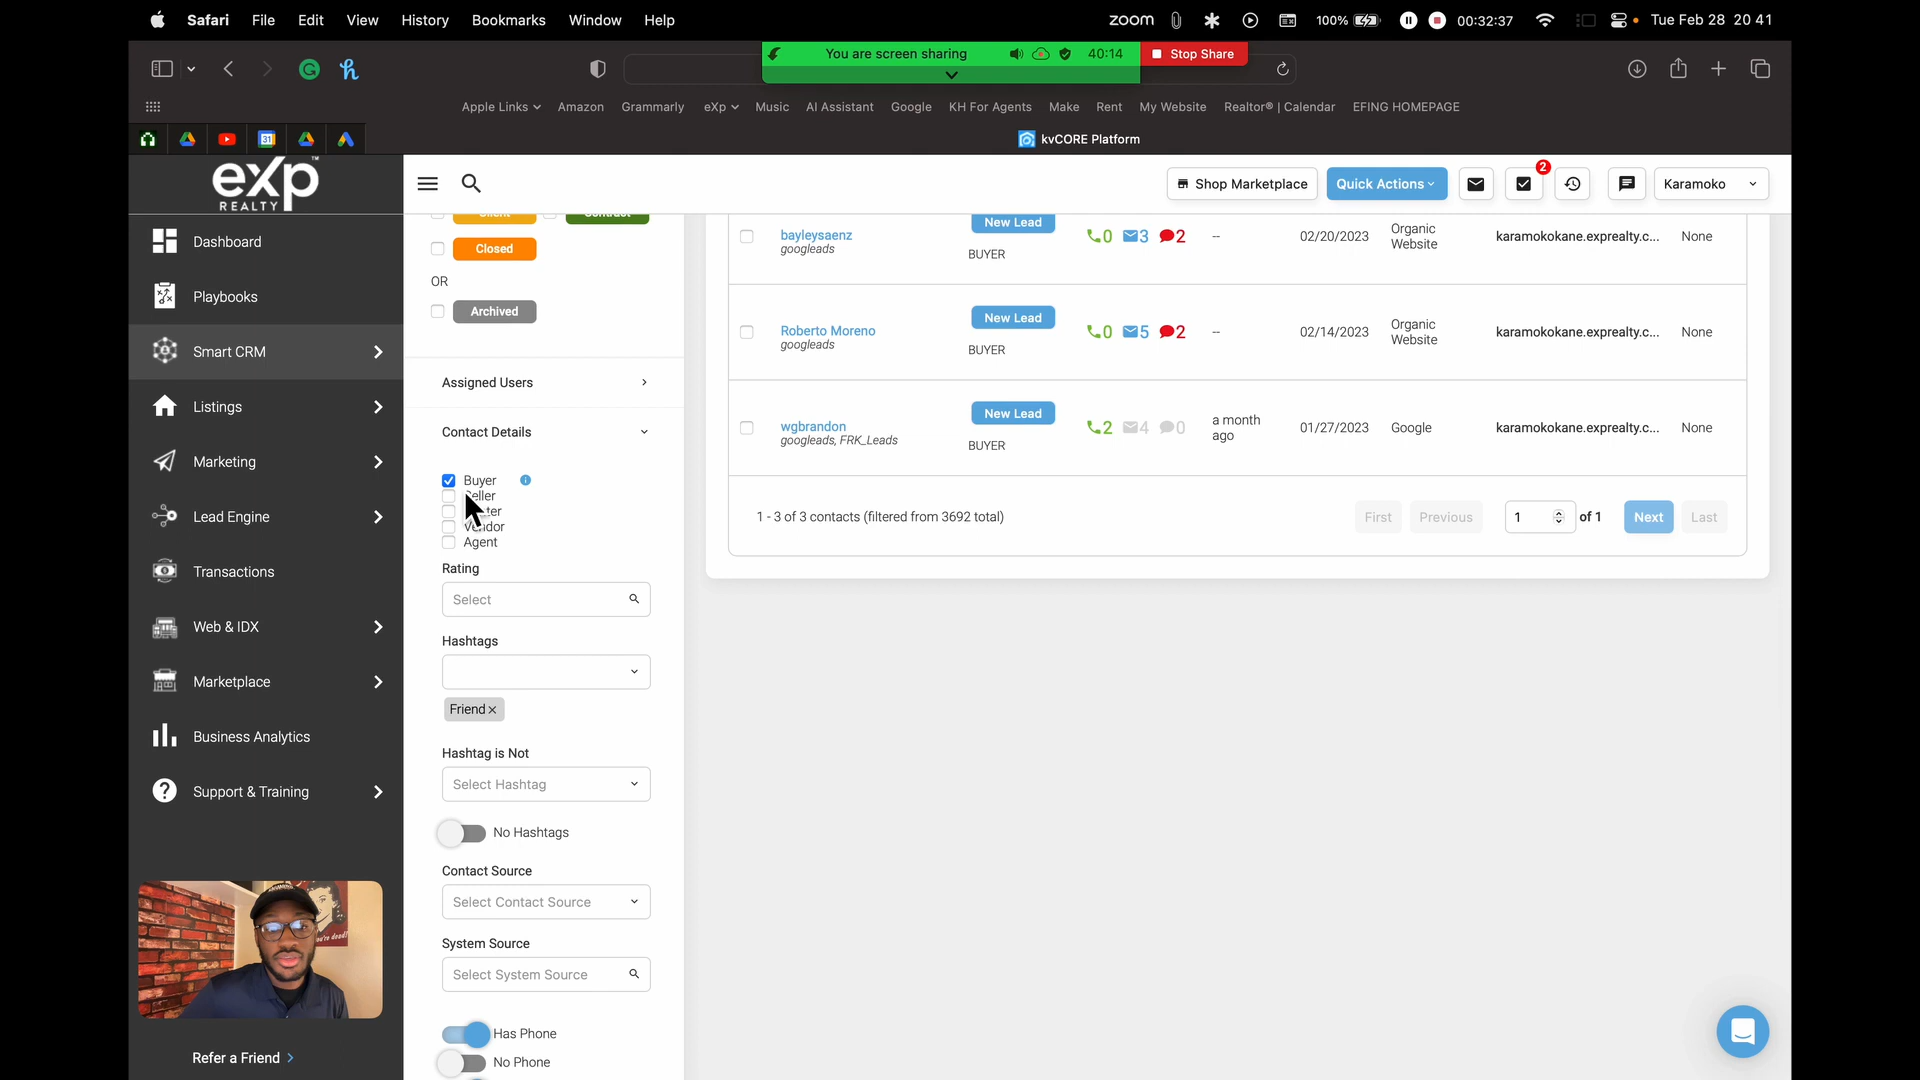 Safari File Edit View History Bookmarks Window Help
zoom 100% 00:32:37 Tue Feb 28 20 41
You are screen sharing 40:14 Stop Share
Apple Links Amazon Grammarly eXp Music AI Assistant Google KH For Agents Make Rent My Website Realtor® | Calendar EFING HOMEPAGE
31
kvCORE Platform
eXp™
REALTY
Shop Marketplace
Quick Actions
2
Karamoko
Dashboard
Playbooks
Smart CRM
Listings
Marketing
Lead Engine
Transactions
Web & IDX
Marketplace
Business Analytics
Support & Training
Refer a Friend
Client
Contract
Closed
OR
Archived
Assigned Users
Contact Details
Buyer
Vendor
Agent
Rating
Select
Hashtags
Friend ×
Hashtag is Not
Select Hashtag
No Hashtags
Contact Source
Select Contact Source
System Source
Select System Source
Has Phone
No Phone
bayleysaenz
googleads
New Lead
BUYER
0 3 2
--
02/20/2023
Organic
Website
karamokokane.exprealty.c...
None
Roberto Moreno
googleads
New Lead
BUYER
0 5 2
--
02/14/2023
Organic
Website
karamokokane.exprealty.c...
None
wgbrandon
googleads, FRK_Leads
New Lead
BUYER
2 4 0
a month
ago
01/27/2023
Google
karamokokane.exprealty.c...
None
1 - 3 of 3 contacts (filtered from 3692 total)
First Previous 1 of 1 Next Last